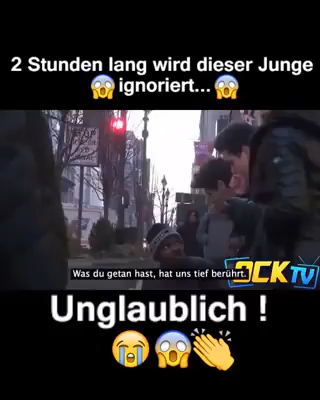 2 Stunden lang wird dieser Junge
😱 ignoriert... 😱
Was du getan hast, hat uns tief berührt.
OCK TV
Unglaublich !
😭😱👏